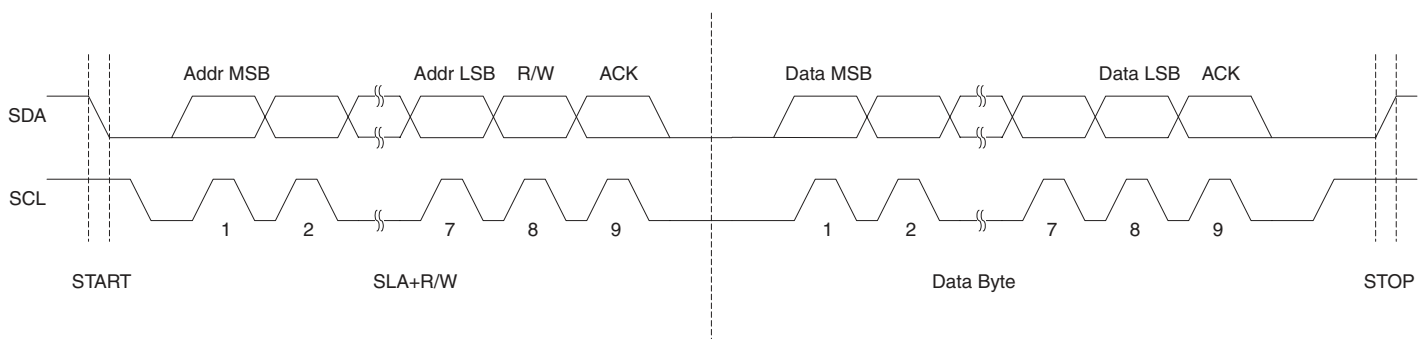 Addr MSB Addr LSB R/W ACK Data MSB Data LSB ACK
SDA
SCL
1 2 7 8 9 1 2 7 8 9
START SLA+R/W Data Byte STOP